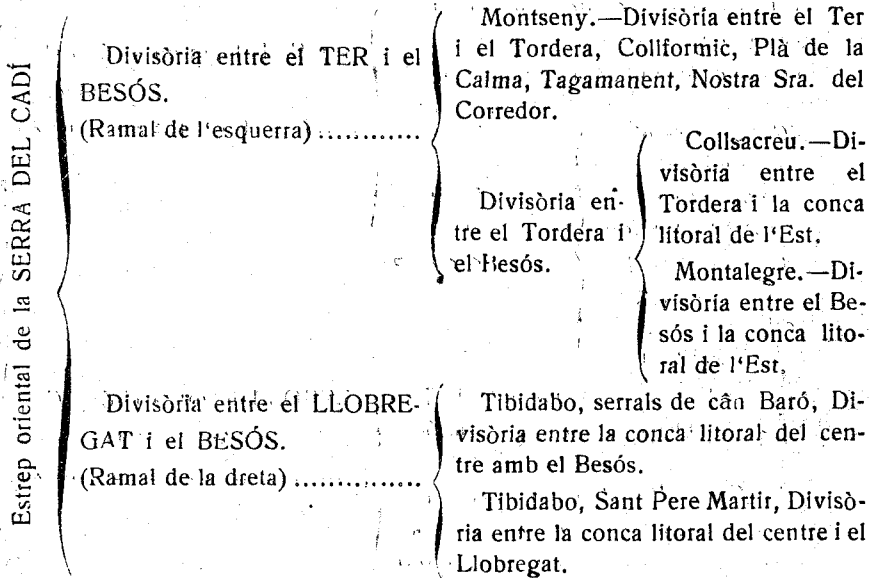 Estrep oriental de la SERRA DEL CADÍ
Divisòria entre el TER i el
BESÓS.
(Ramal de l'esquerra) ............
Montseny.—Divisòria entre el Ter
i el Tordera, Collformic, Plà de la
Calma, Tagamanent, Nostra Sra. del
Corredor.
Divisòria en-
tre el Tordera i
el Besós.
Collsacreu.—Di-
visòria entre el
Tordera i la conca
litoral de l'Est.
Montalegre.—Di-
visòria entre el Be-
sós i la conca lito-
ral de l'Est.
Divisòria entre el LLOBRE-
GAT i el BESÓS.
(Ramal de la dreta) ...............
Tibidabo, serrals de cân Baró, Di-
visòria entre la conca litoral del cen-
tre amb el Besós.
Tibidabo, Sant Pere Martir, Divisò-
ria entre la conca litoral del centre i el
Llobregat.